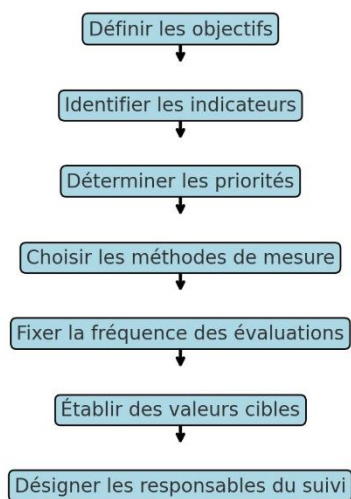 Définir les objectifs
Identifier les indicateurs
Déterminer les priorités
Choisir les méthodes de mesure
Fixer la fréquence des évaluations
Établir des valeurs cibles
Désigner les responsables du suivi